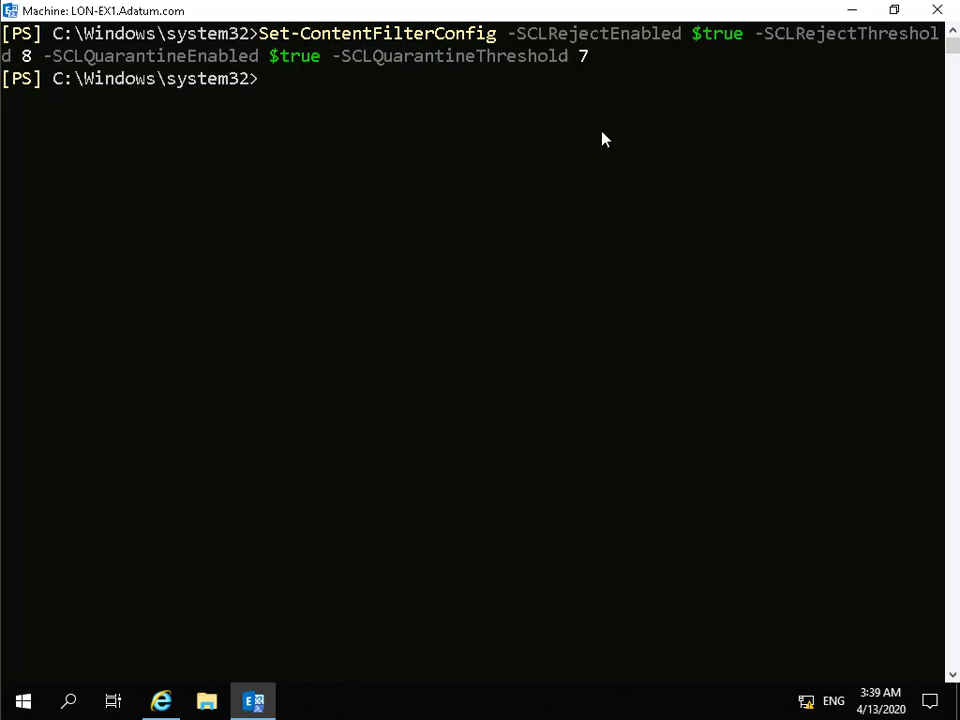 Machine: LON-EX1.Adatum.com
[PS] C:\Windows\system32>Set-ContentFilterConfig -SCLRejectEnabled $true -SCLRejectThreshol
d 8 -SCLQuarantineEnabled $true -SCLQuarantineThreshold 7
[PS] C:\Windows\system32>
ENG
3:39 AM
4/13/2020